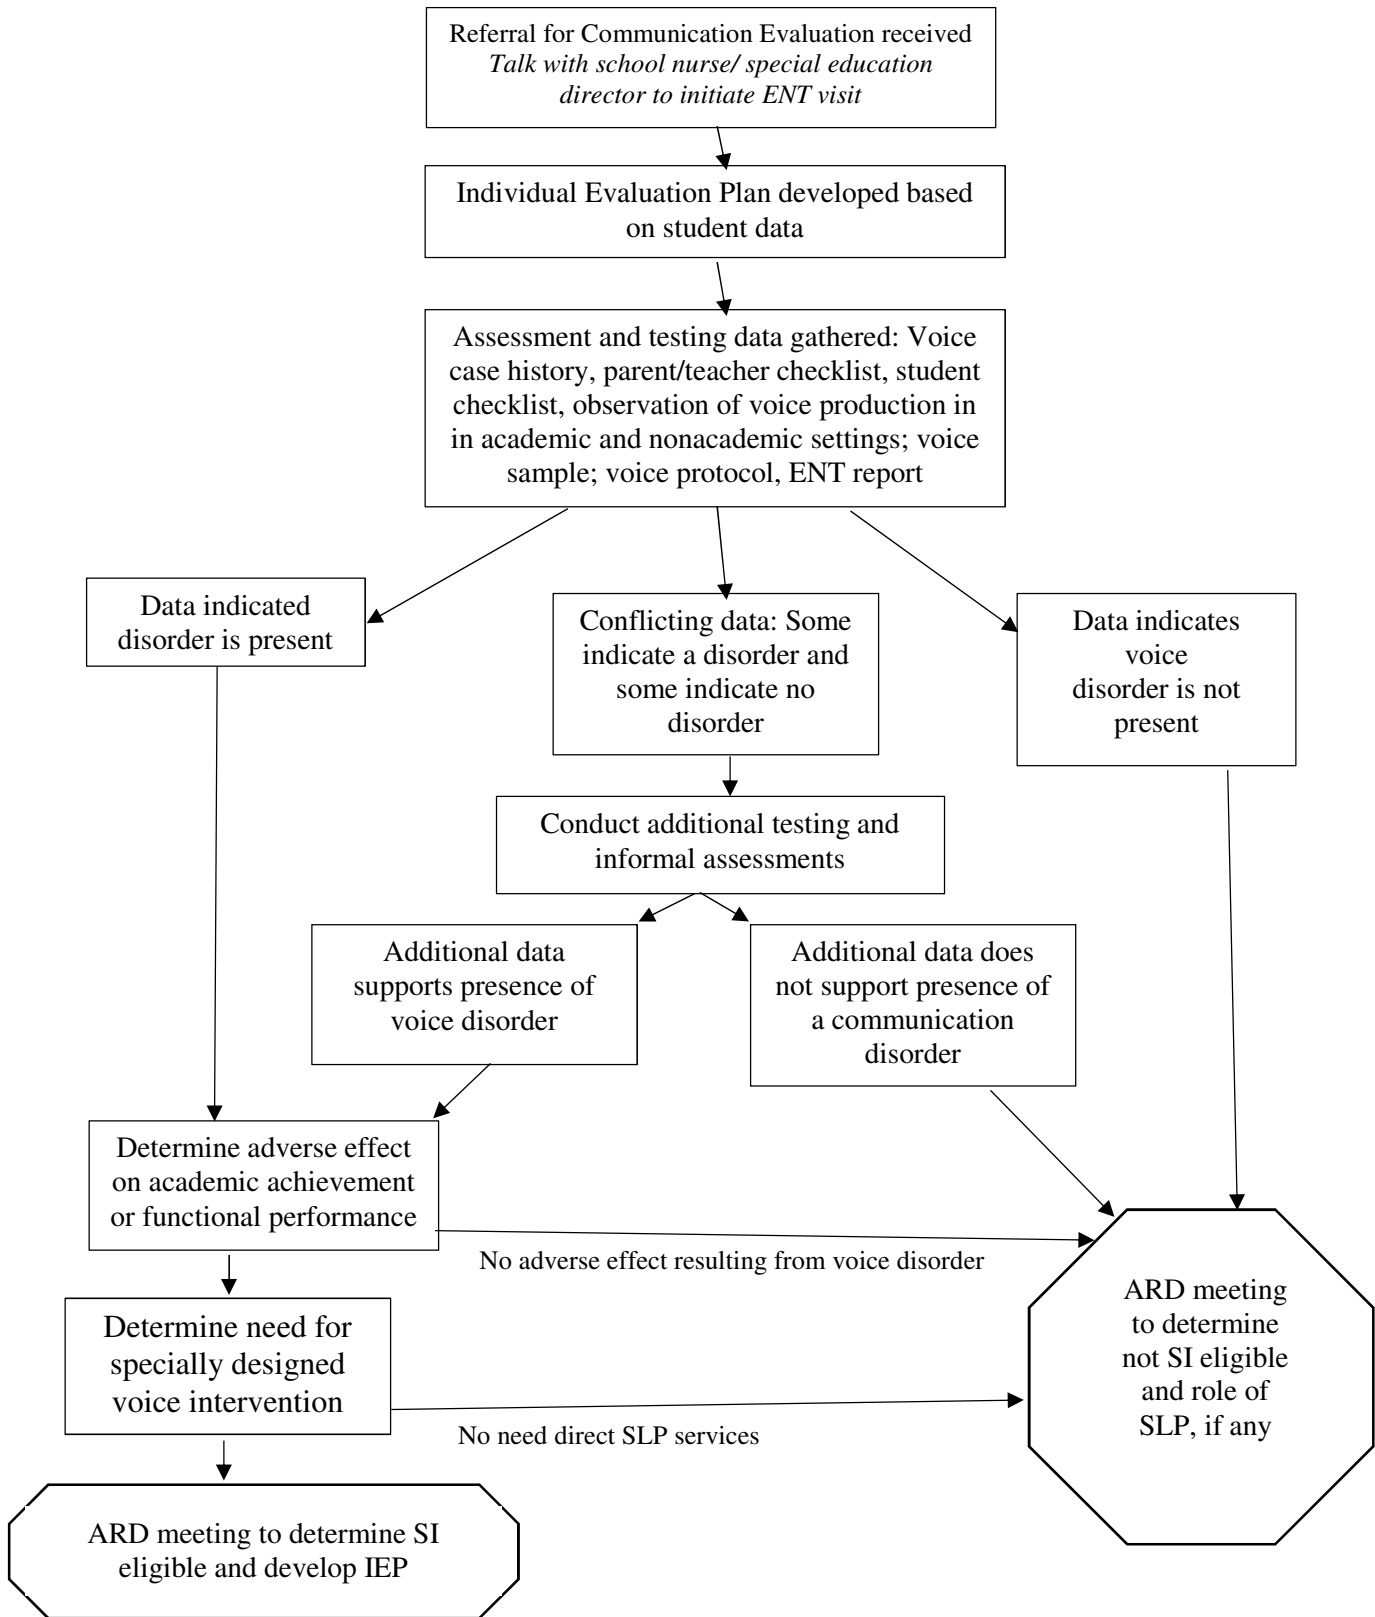 Referral for Communication Evaluation received
Talk with school nurse/ special education
director to initiate ENT visit
Individual Evaluation Plan developed based
on student data
Assessment and testing data gathered: Voice
case history, parent/teacher checklist, student
checklist, observation of voice production in
in academic and nonacademic settings; voice
sample; voice protocol, ENT report
Data indicated
disorder is present
Conflicting data: Some
indicate a disorder and
some indicate no
disorder
Data indicates
voice
disorder is not
present
Conduct additional testing and
informal assessments
Additional data
supports presence of
voice disorder
Additional data does
not support presence of
a communication
disorder
Determine adverse effect
on academic achievement
or functional performance
No adverse effect resulting from voice disorder
Determine need for
specially designed
voice intervention
No need direct SLP services
ARD meeting
to determine
not SI eligible
and role of
SLP, if any
ARD meeting to determine SI
eligible and develop IEP